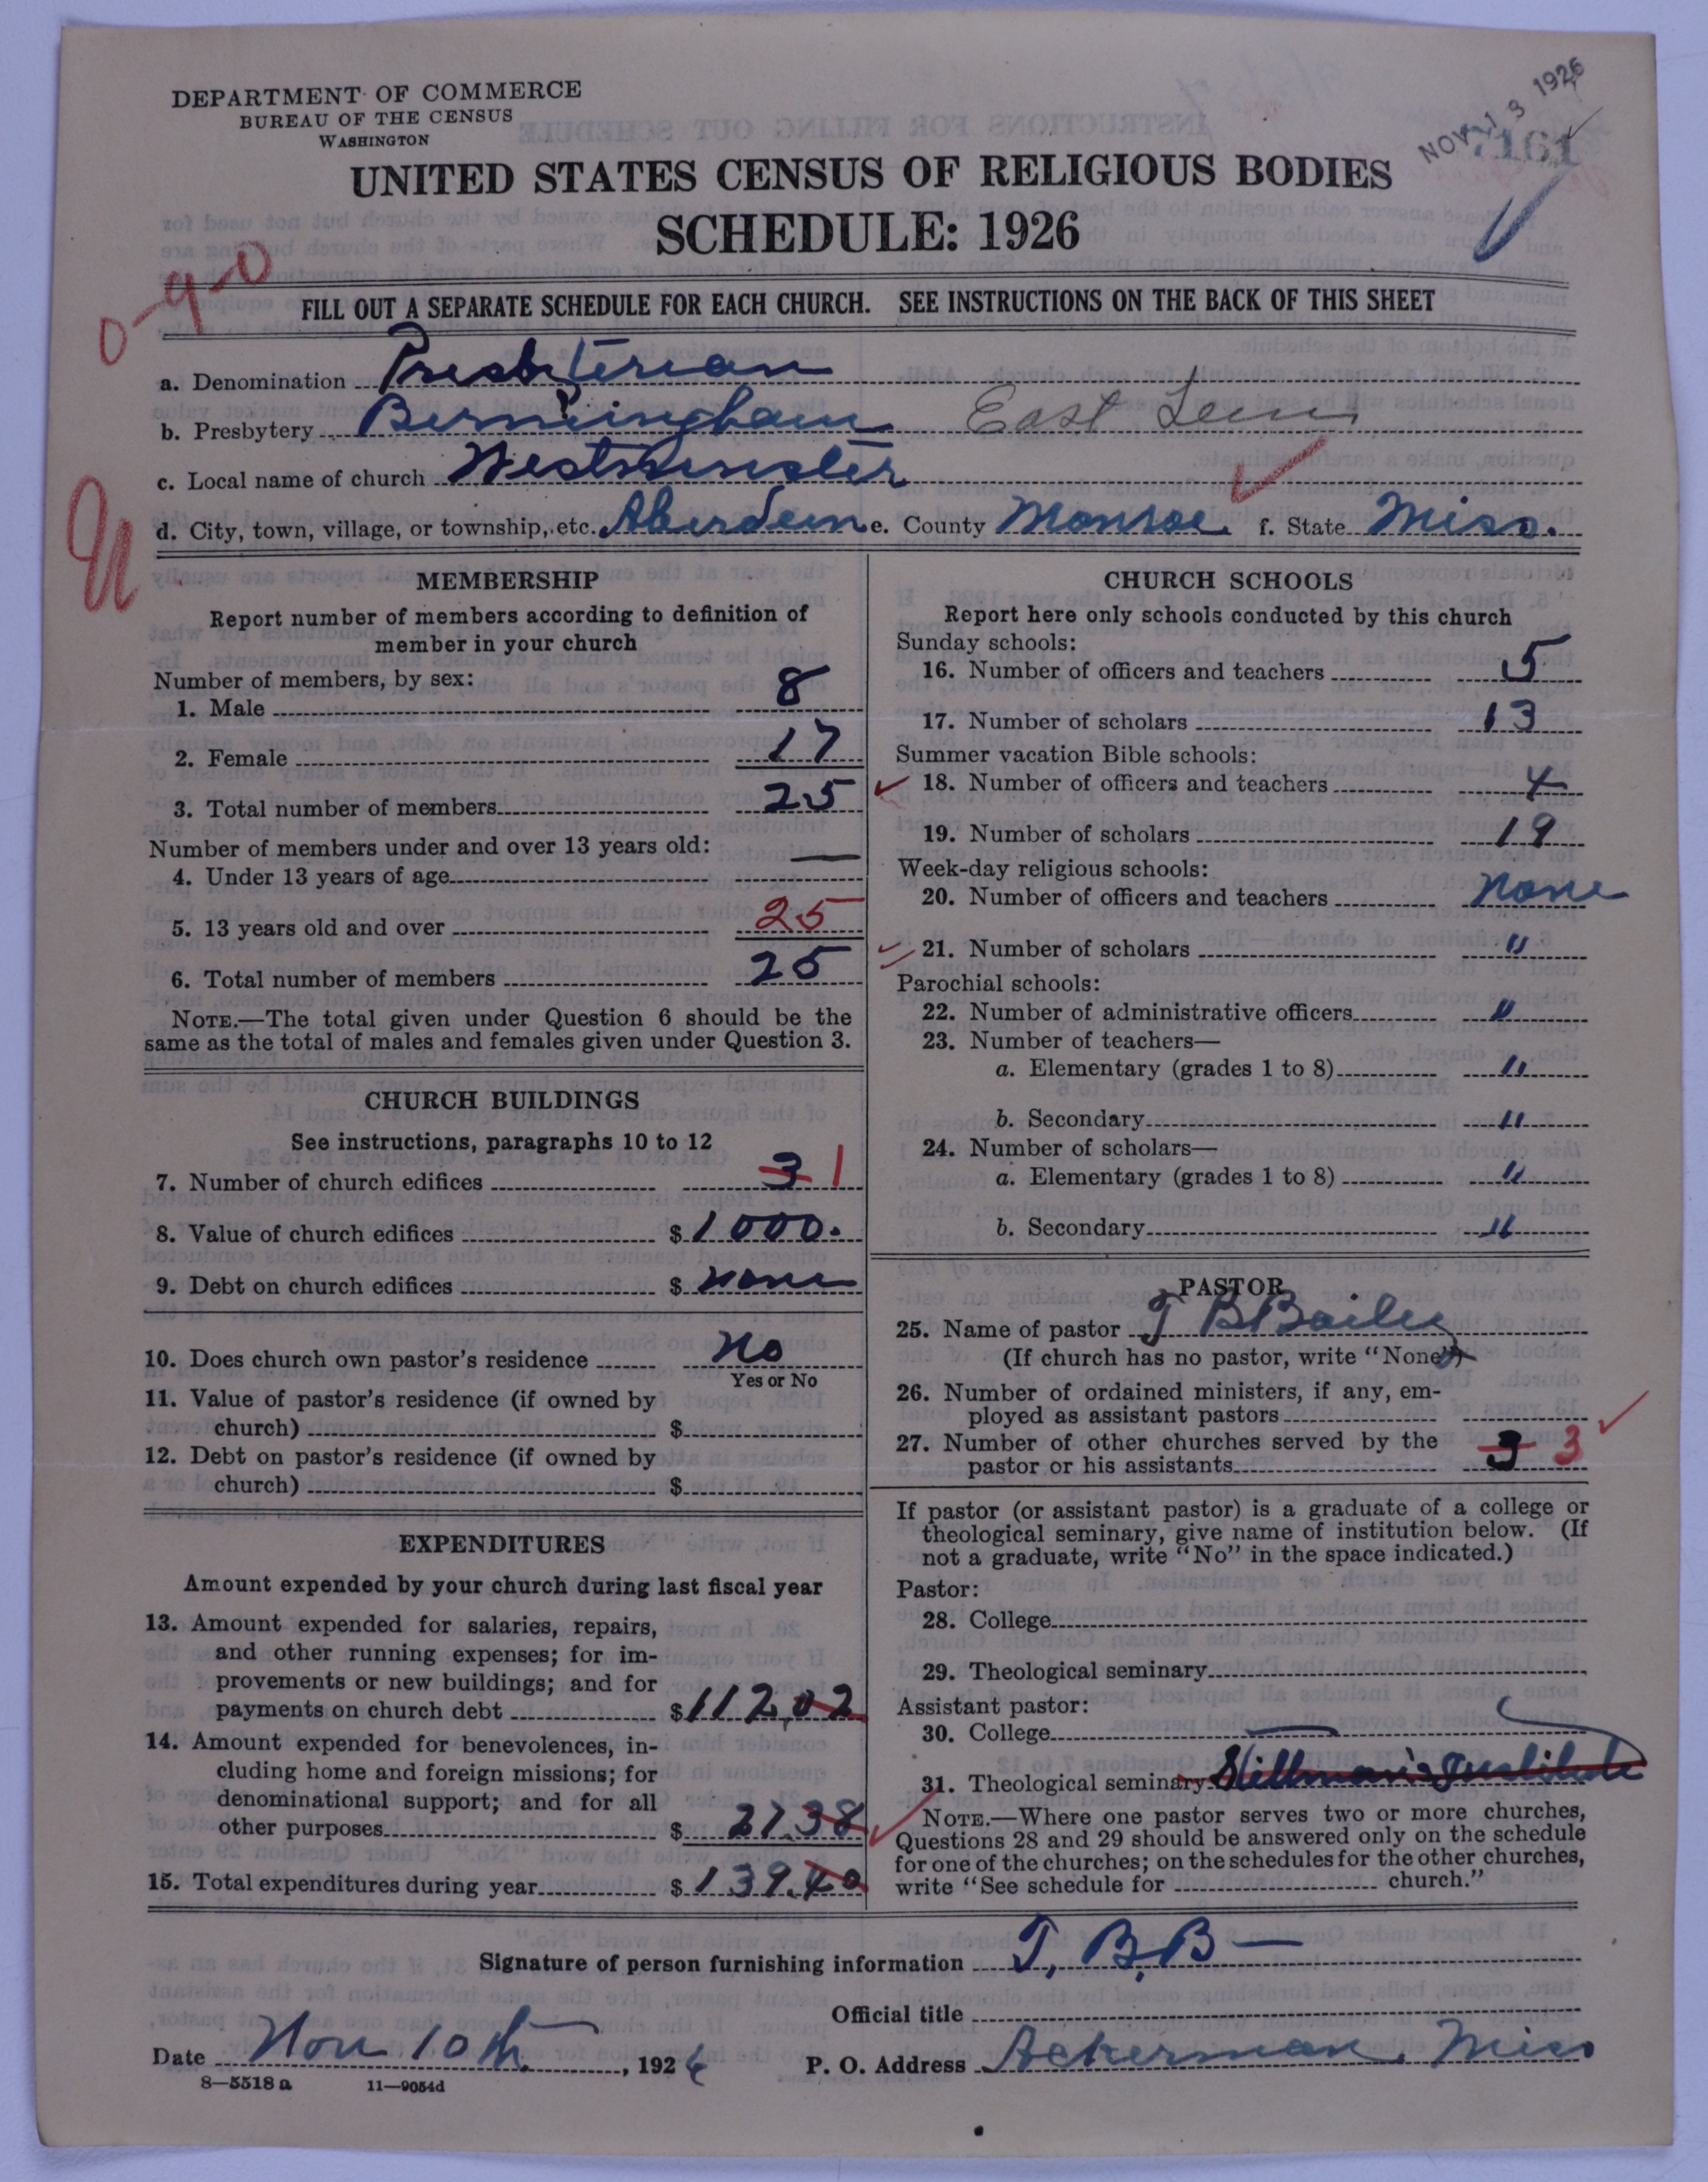 DEPARTMENT OF COMMERCE
BUREAU OF THE CENSUS
WASHINGTON
NOV 13 1926
7161
UNITED STATES CENSUS OF RELIGIOUS BODIES
SCHEDULE: 1926
0-9-0
FILL OUT A SEPARATE SCHEDULE FOR EACH CHURCH. SEE INSTRUCTIONS ON THE BACK OF THIS SHEET
a. Denomination Presbyterian
b. Presbytery Birmingham East
c. Local name of church Westminster
d. City, town, village, or township, etc. Aberdeen e. County Monroe f. State Miss.
MEMBERSHIP
Report number of members according to definition of
member in your church
Number of members, by sex:
1. Male 8
2. Female 17
3. Total number of members 25
Number of members under and over 13 years old:
4. Under 13 years of age —
5. 13 years old and over 25
6. Total number of members 25
NOTE.—The total given under Question 6 should be the
same as the total of males and females given under Question 3.
CHURCH BUILDINGS
See instructions, paragraphs 10 to 12
7. Number of church edifices 3 1
8. Value of church edifices $ 1000.
9. Debt on church edifices $ none
10. Does church own pastor's residence No
Yes or No
11. Value of pastor's residence (if owned by
church) $
12. Debt on pastor's residence (if owned by
church) $
EXPENDITURES
Amount expended by your church during last fiscal year
13. Amount expended for salaries, repairs,
and other running expenses; for im-
provements or new buildings; and for
payments on church debt $ 112.02
14. Amount expended for benevolences, in-
cluding home and foreign missions; for
denominational support; and for all
other purposes $ 27.38
15. Total expenditures during year $ 139.40
CHURCH SCHOOLS
Report here only schools conducted by this church
Sunday schools:
16. Number of officers and teachers 5
17. Number of scholars 13
Summer vacation Bible schools:
18. Number of officers and teachers 4
19. Number of scholars 19
Week-day religious schools:
20. Number of officers and teachers none
21. Number of scholars "
Parochial schools:
22. Number of administrative officers "
23. Number of teachers—
a. Elementary (grades 1 to 8) "
b. Secondary "
24. Number of scholars—
a. Elementary (grades 1 to 8) "
b. Secondary "
PASTOR
25. Name of pastor T B Bailey
(If church has no pastor, write "None")
26. Number of ordained ministers, if any, em-
ployed as assistant pastors
27. Number of other churches served by the
pastor or his assistants 3 3
If pastor (or assistant pastor) is a graduate of a college or
theological seminary, give name of institution below. (If
not a graduate, write "No" in the space indicated.)
Pastor:
28. College
29. Theological seminary
Assistant pastor:
30. College
31. Theological seminary Stillman's Institute
NOTE.—Where one pastor serves two or more churches,
Questions 28 and 29 should be answered only on the schedule
for one of the churches; on the schedules for the other churches,
write "See schedule for church."
Signature of person furnishing information T. B. B—
Official title
Date Nov 10th, 1926 P. O. Address Ackerman, Miss
8—5518 a 11—9054d